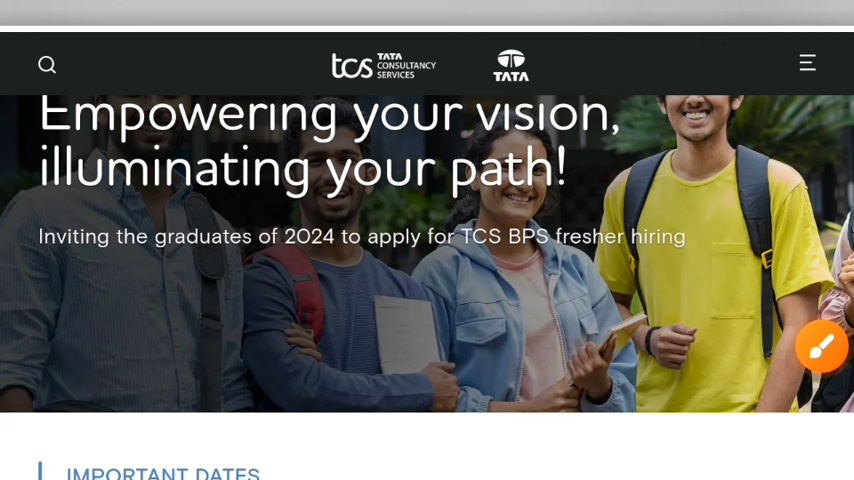 tcs TATA
CONSULTANCY
SERVICES
TATA
Empowering your vision,
illuminating your path!
Inviting the graduates of 2024 to apply for TCS BPS fresher hiring
IMPORTANT DATES